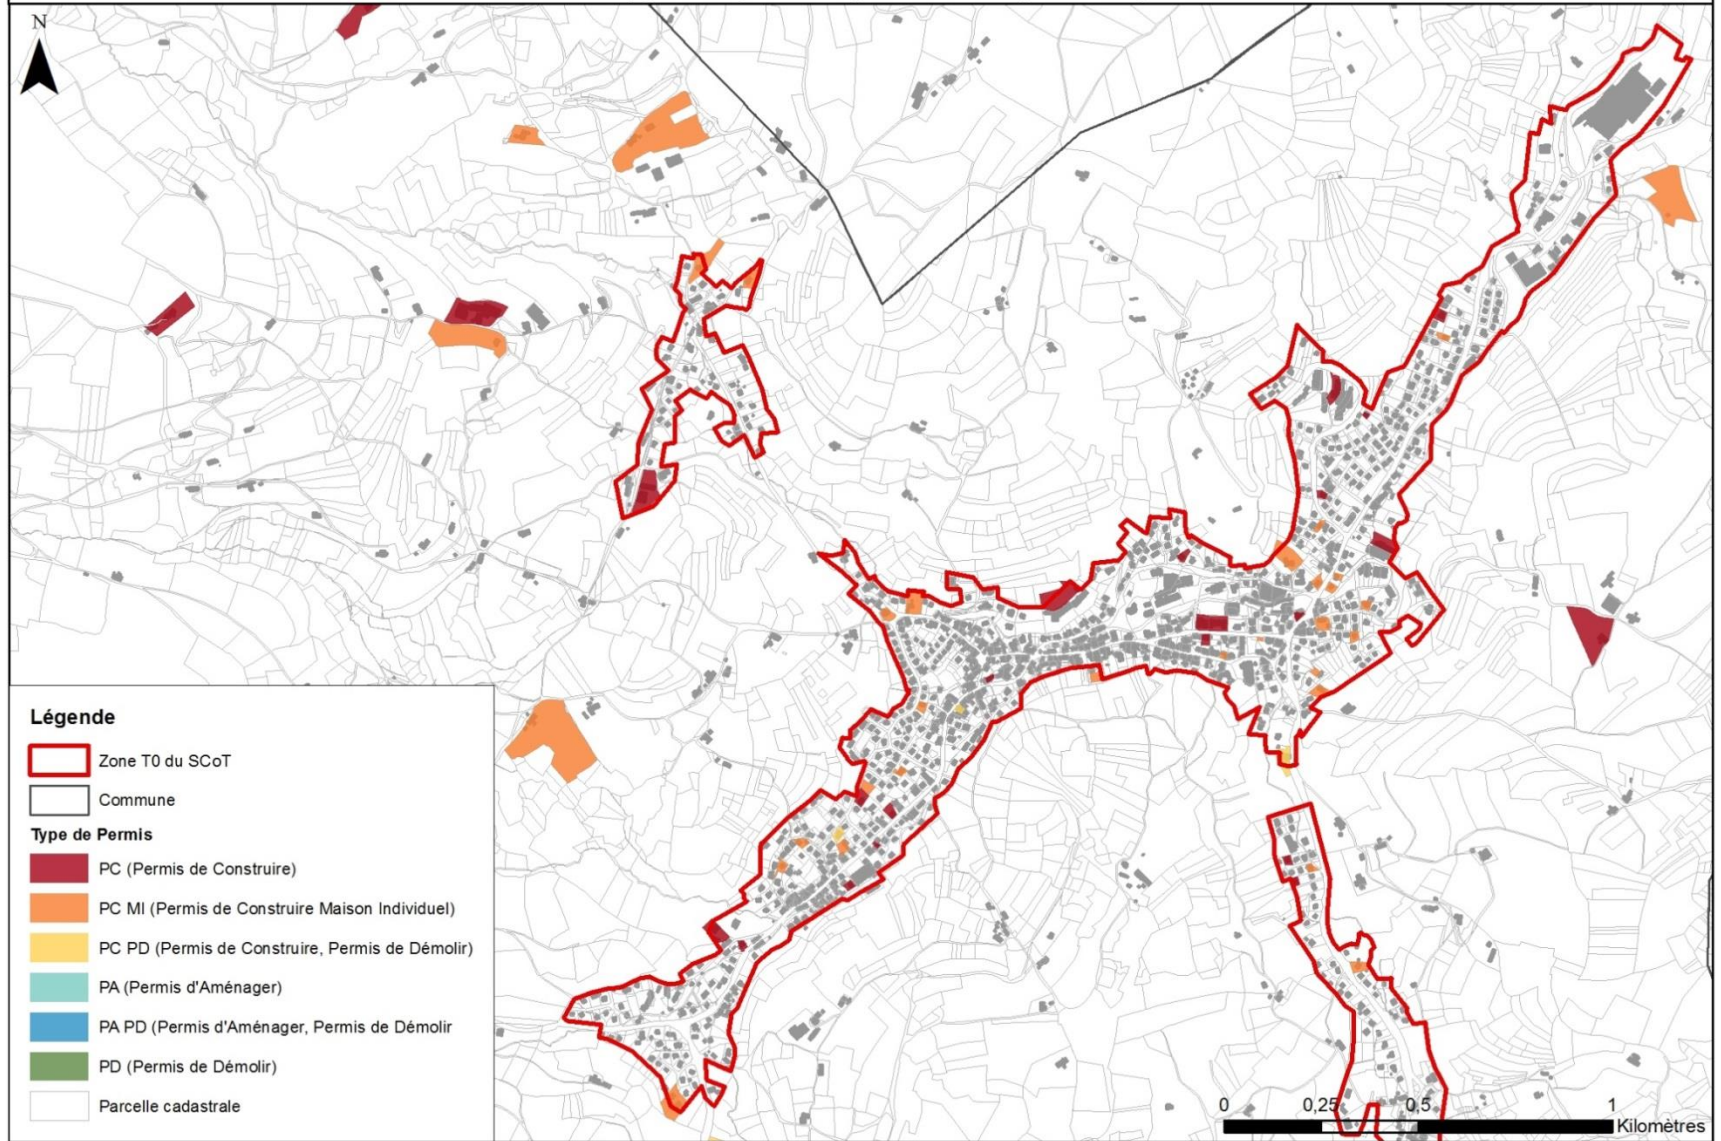 N
Légende
Zone T0 du SCoT
Commune
Type de Permis
PC (Permis de Construire)
PC MI (Permis de Construire Maison Individuel)
PC PD (Permis de Construire, Permis de Démolir)
PA (Permis d'Aménager)
PA PD (Permis d'Aménager, Permis de Démolir
PD (Permis de Démolir)
Parcelle cadastrale
0 0,25 0,5 1
Kilomètres